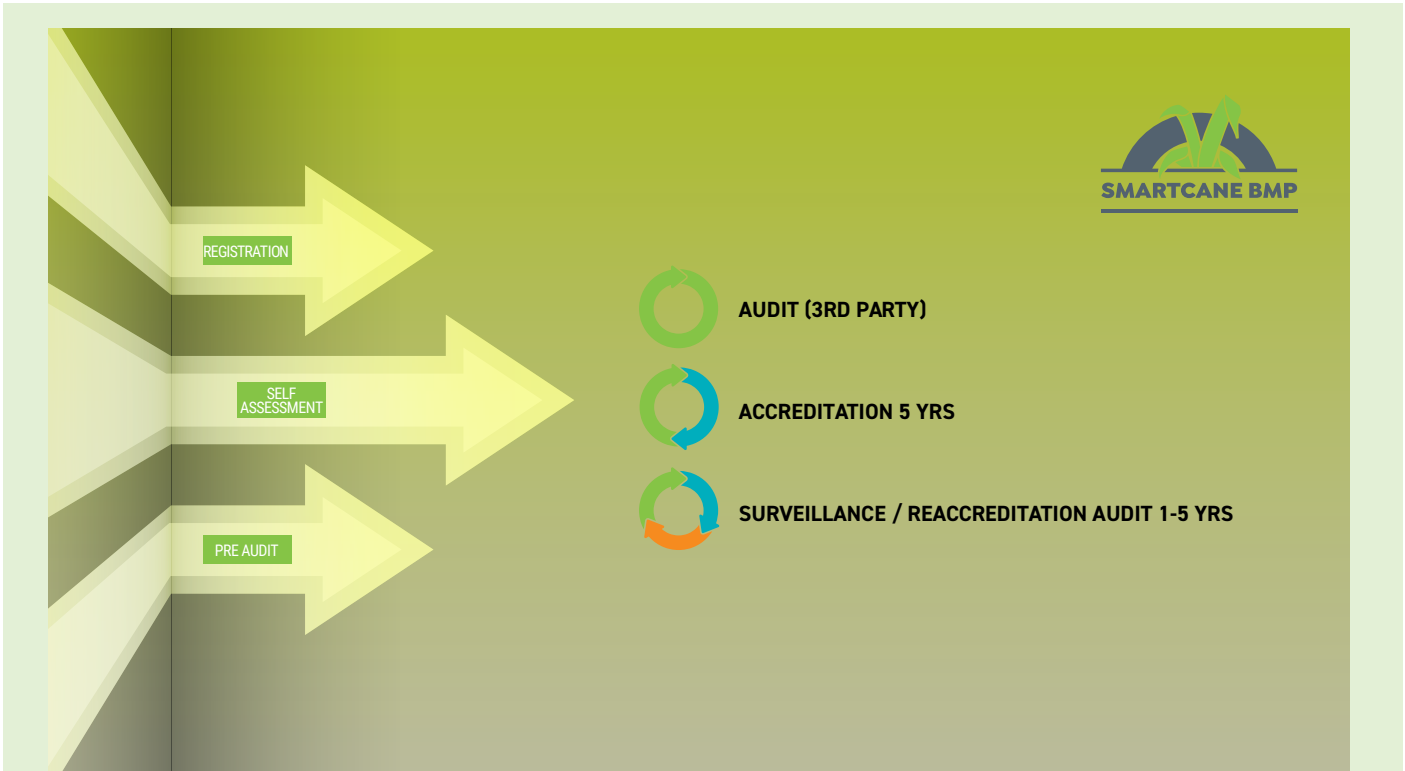 SMARTCANE BMP
REGISTRATION
SELF
ASSESSMENT
PRE AUDIT
AUDIT (3RD PARTY)
ACCREDITATION 5 YRS
SURVEILLANCE / REACCREDITATION AUDIT 1-5 YRS